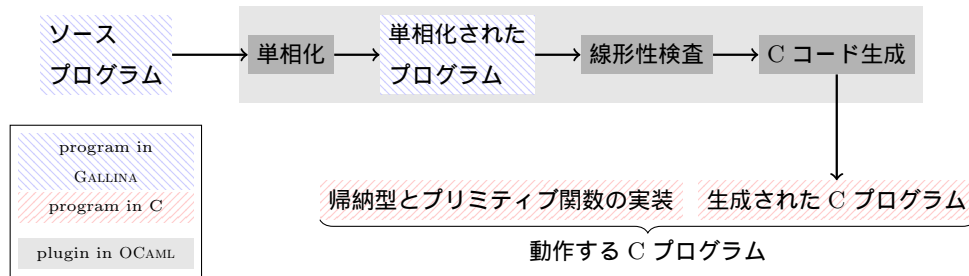 ソース
プログラム
単相化
単相化された
プログラム
線形性検査
C コード生成
program in
GALLINA
program in C
plugin in OCAML
帰納型とプリミティブ関数の実装
生成された C プログラム
動作する C プログラム